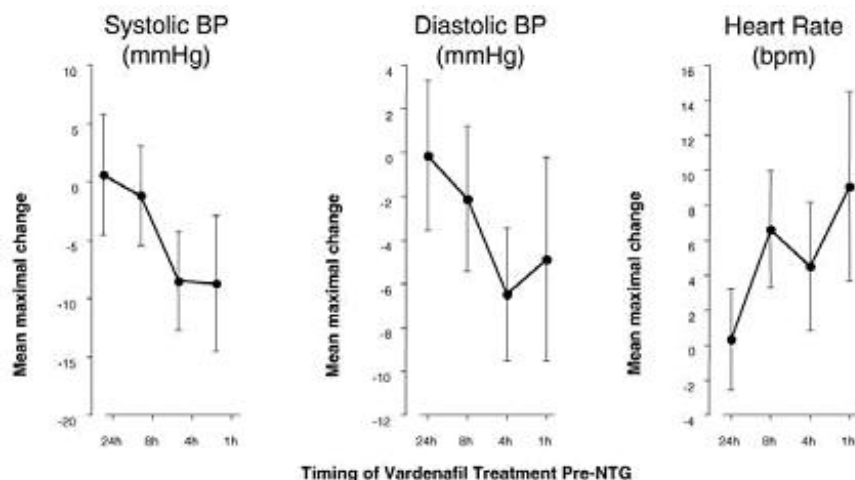 Systolic BP
(mmHg)
Mean maximal change
10
5
0
-5
-10
-15
-20
24h 8h 4h 1h
Diastolic BP
(mmHg)
Mean maximal change
4
2
0
-2
-4
-6
-8
-10
-12
24h 8h 4h 1h
Heart Rate
(bpm)
Mean maximal change
16
14
12
10
8
6
4
2
0
-2
-4
24h 8h 4h 1h
Timing of Vardenafil Treatment Pre-NTG